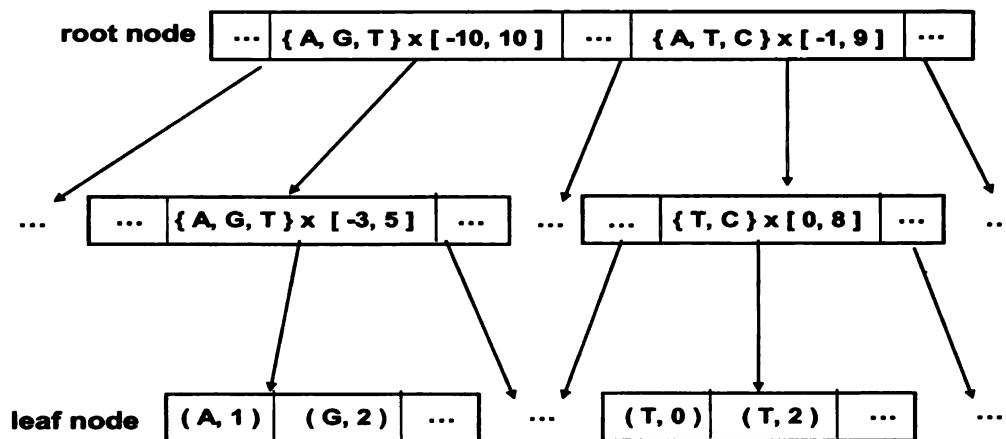 root node ... { A, G, T } x [ -10, 10 ] ... { A, T, C } x [ -1, 9 ] ...
... ... { A, G, T } x [ -3, 5 ] ... ... ... { T, C } x [ 0, 8 ] ... ...
leaf node ( A, 1 ) ( G, 2 ) ... ... ( T, 0 ) ( T, 2 ) ... ...